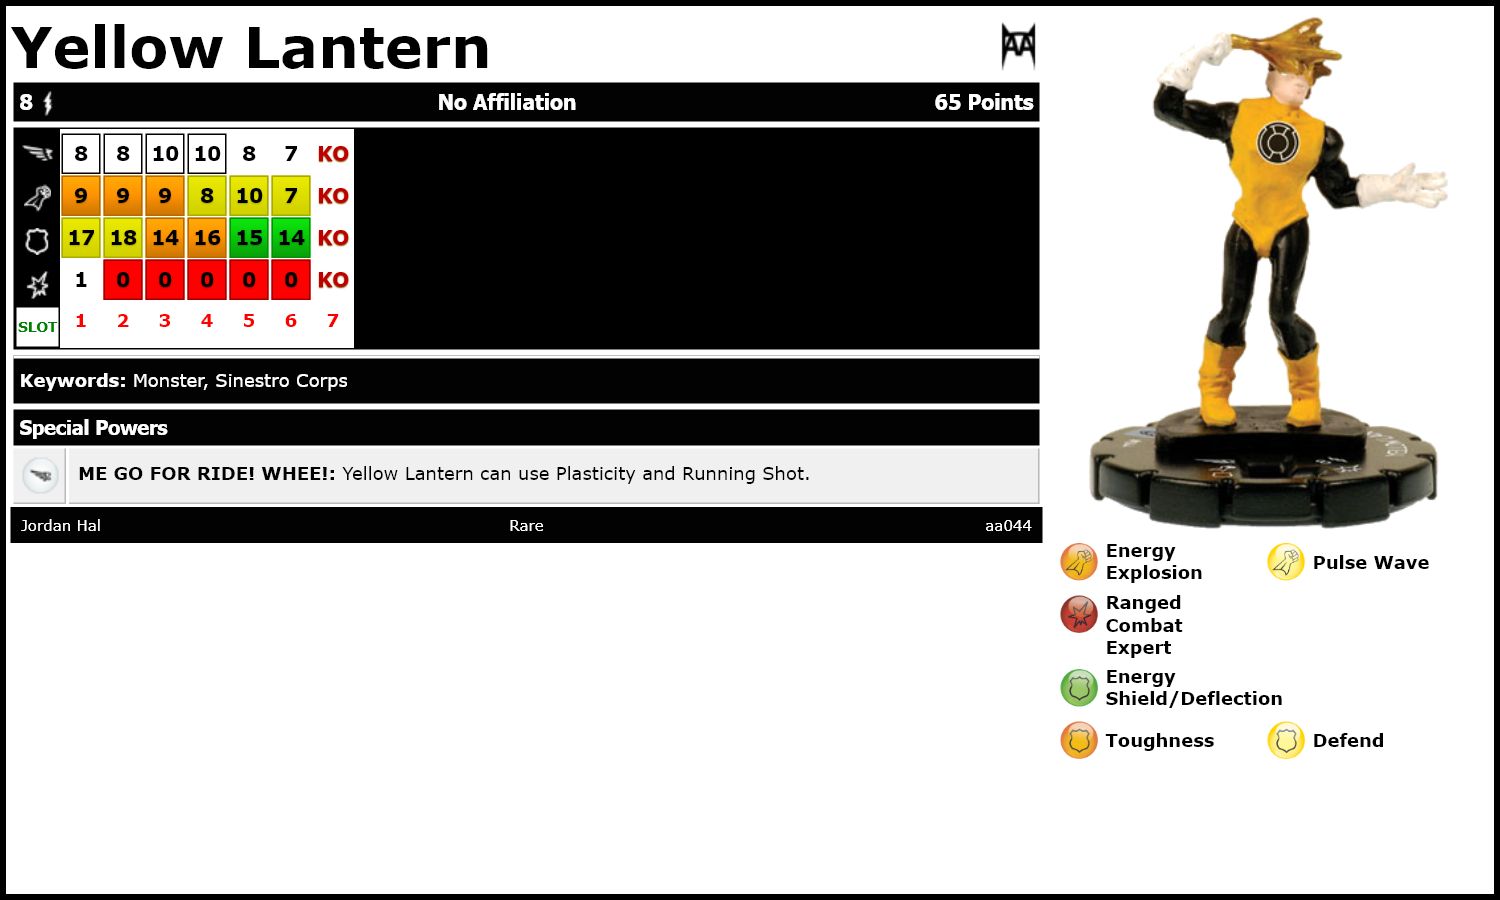 Yellow Lantern
8 No Affiliation 65 Points
8 8 10 10 8 7 KO
9 9 9 8 10 7 KO
17 18 14 16 15 14 KO
1 0 0 0 0 0 KO
SLOT 1 2 3 4 5 6 7
Keywords: Monster, Sinestro Corps
Special Powers
ME GO FOR RIDE! WHEE!: Yellow Lantern can use Plasticity and Running Shot.
Jordan Hal Rare aa044
Energy
Explosion
Pulse Wave
Ranged
Combat
Expert
Energy
Shield/Deflection
Toughness
Defend